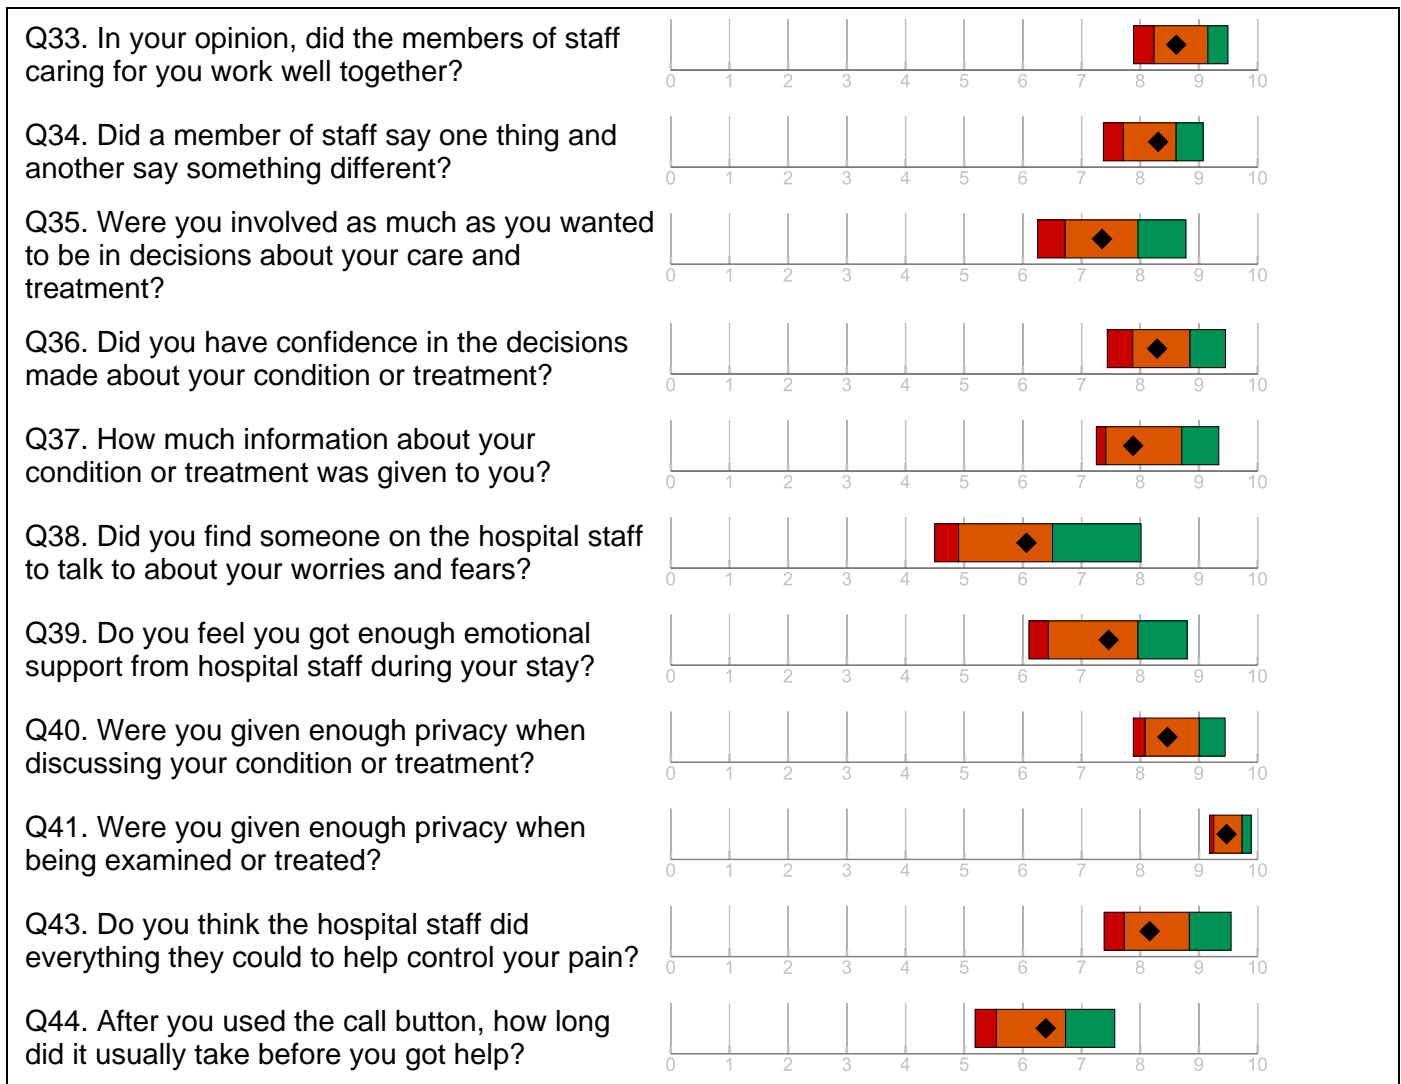 Q33. In your opinion, did the members of staff
caring for you work well together?
0 1 2 3 4 5 6 7 8 9 10
Q34. Did a member of staff say one thing and
another say something different?
0 1 2 3 4 5 6 7 8 9 10
Q35. Were you involved as much as you wanted
to be in decisions about your care and
treatment?
0 1 2 3 4 5 6 7 8 9 10
Q36. Did you have confidence in the decisions
made about your condition or treatment?
0 1 2 3 4 5 6 7 8 9 10
Q37. How much information about your
condition or treatment was given to you?
0 1 2 3 4 5 6 7 8 9 10
Q38. Did you find someone on the hospital staff
to talk to about your worries and fears?
0 1 2 3 4 5 6 7 8 9 10
Q39. Do you feel you got enough emotional
support from hospital staff during your stay?
0 1 2 3 4 5 6 7 8 9 10
Q40. Were you given enough privacy when
discussing your condition or treatment?
0 1 2 3 4 5 6 7 8 9 10
Q41. Were you given enough privacy when
being examined or treated?
0 1 2 3 4 5 6 7 8 9 10
Q43. Do you think the hospital staff did
everything they could to help control your pain?
0 1 2 3 4 5 6 7 8 9 10
Q44. After you used the call button, how long
did it usually take before you got help?
0 1 2 3 4 5 6 7 8 9 10